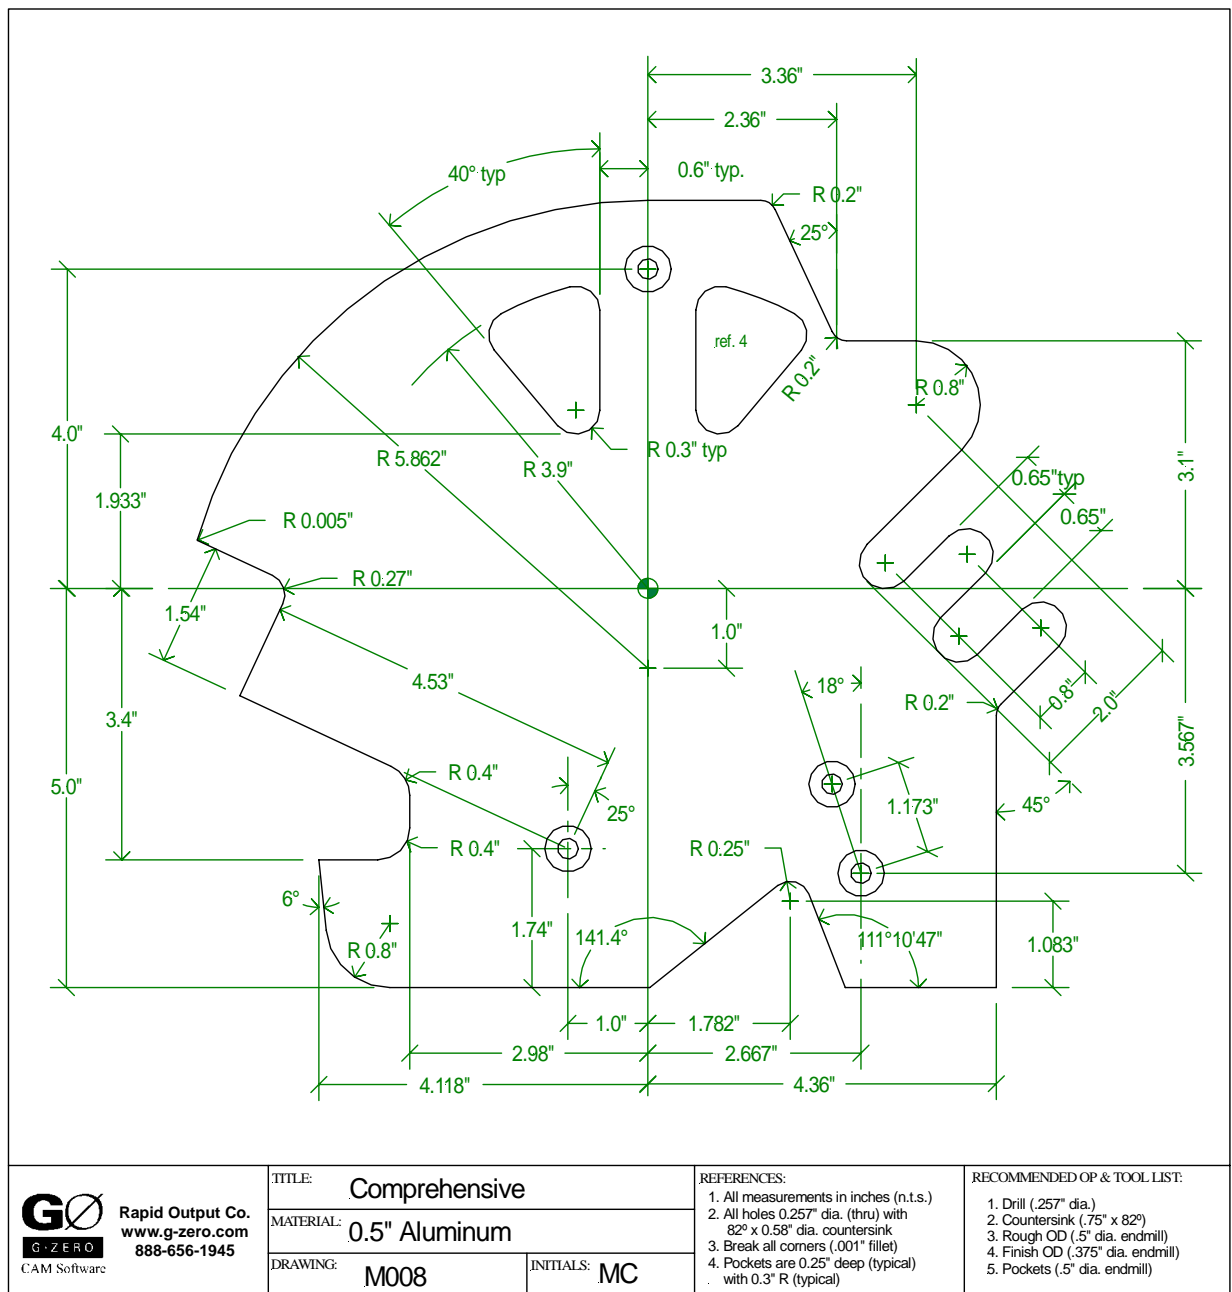 3.36"
2.36"
40° typ
0.6" typ.
R 0.2"
25°
ref. 4
R 0.2"
R 0.8"
4.0"
R 5.862"
R 3.9"
R 0.3" typ
3.1"
1.933"
0.65" typ
0.65"
R 0.005"
R 0.27"
1.54"
1.0"
4.53"
18°
R 0.2"
0.8"
2.0"
3.4"
3.567"
5.0"
R 0.4"
25°
1.173"
45°
R 0.4"
R 0.25"
6°
1.74"
141.4°
111°10'47"
1.083"
R 0.8"
1.0"
1.782"
2.98"
2.667"
4.118"
4.36"
GO
G·ZERO
CAM Software
Rapid Output Co.
www.g-zero.com
888-656-1945
TITLE: Comprehensive
MATERIAL: 0.5" Aluminum
DRAWING: M008
INITIALS: MC
REFERENCES:
1. All measurements in inches (n.t.s.)
2. All holes 0.257" dia. (thru) with
82º x 0.58" dia. countersink
3. Break all corners (.001" fillet)
4. Pockets are 0.25" deep (typical)
. with 0.3" R (typical)
RECOMMENDED OP & TOOL LIST:
1. Drill (.257" dia.)
2. Countersink (.75" x 82º)
3. Rough OD (.5" dia. endmill)
4. Finish OD (.375" dia. endmill)
5. Pockets (.5" dia. endmill)